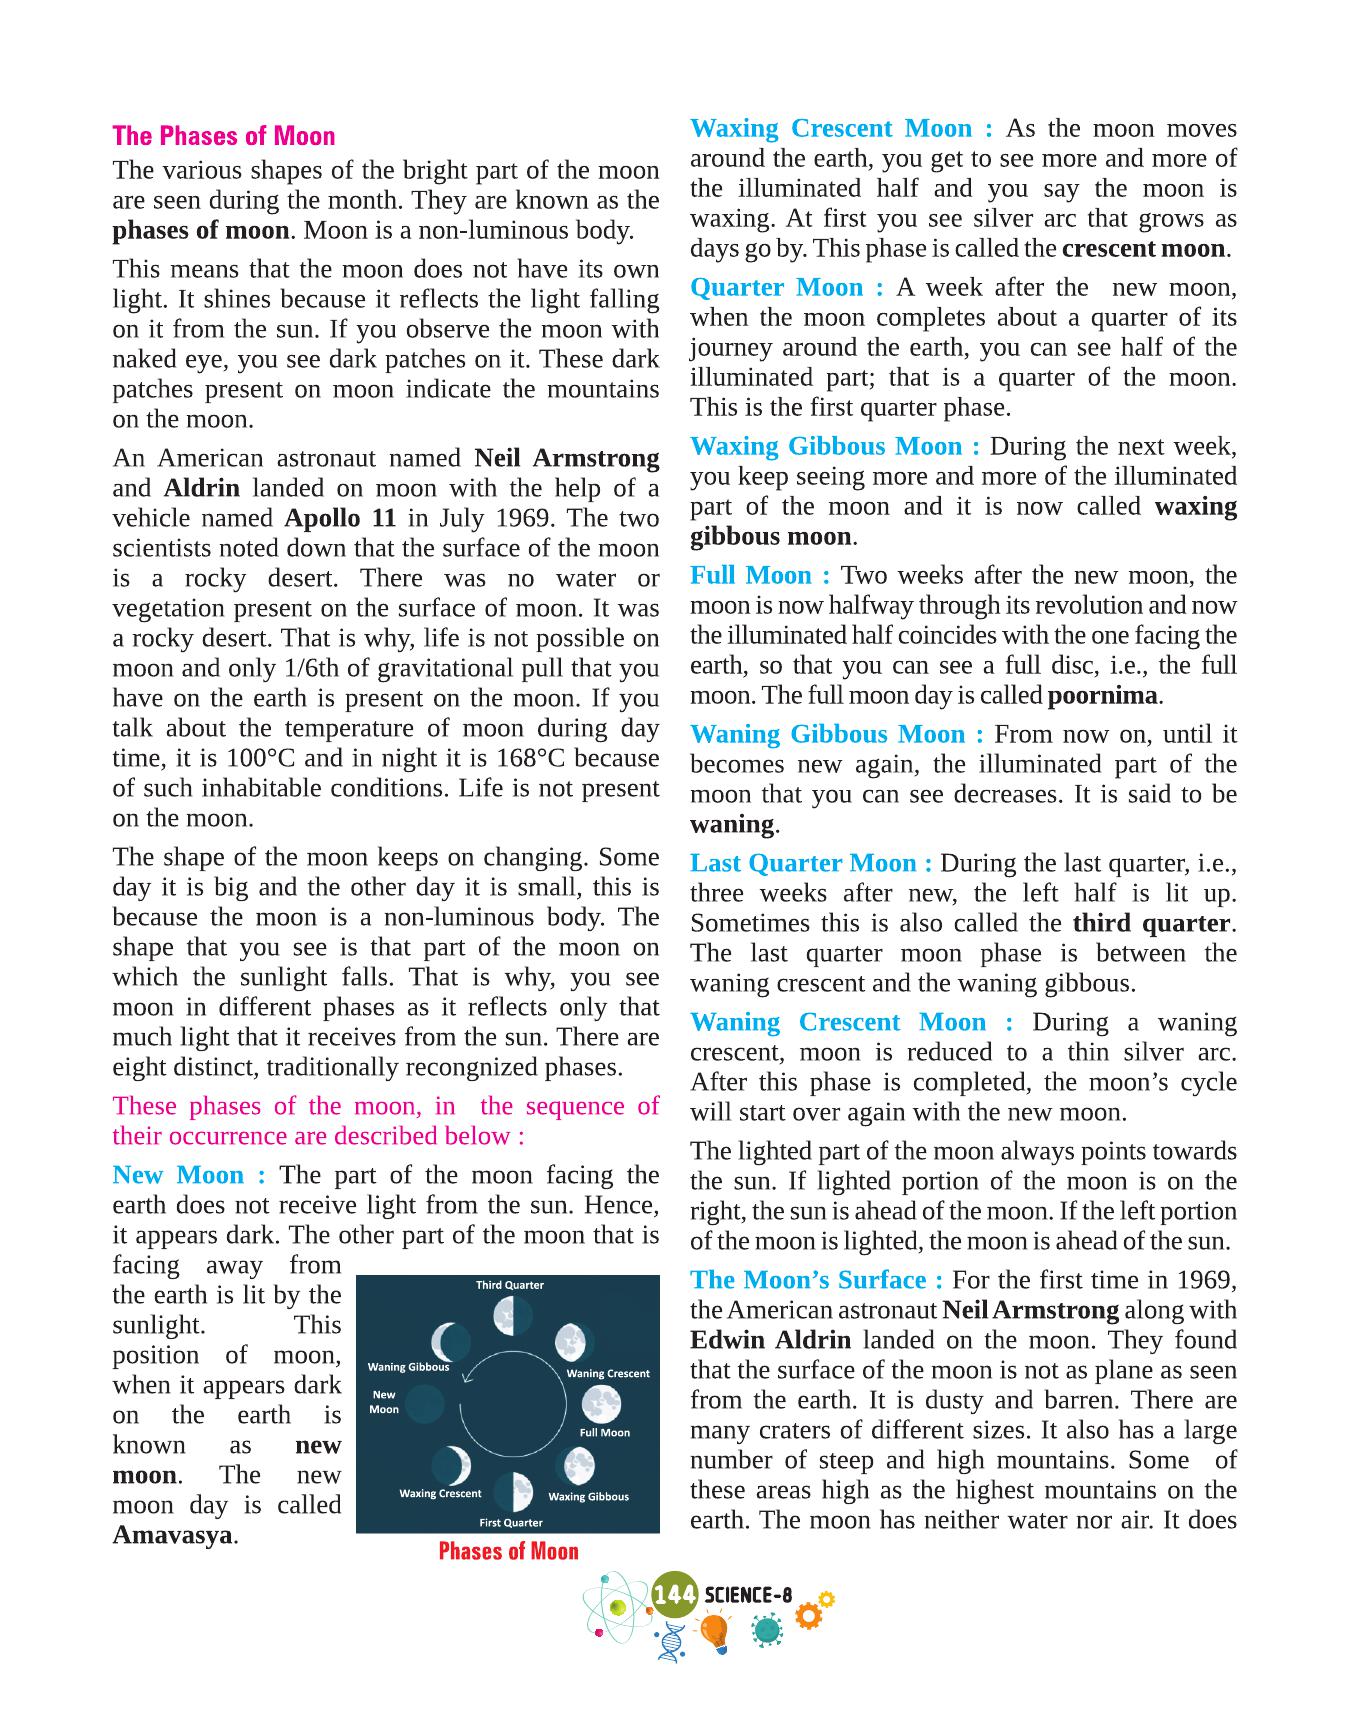 The Phases of Moon
The various shapes of the bright part of the moon
are seen during the month. They are known as the
phases of moon. Moon is a non-luminous body.
This means that the moon does not have its own
light. It shines because it reflects the light falling
on it from the sun. If you observe the moon with
naked eye, you see dark patches on it. These dark
patches present on moon indicate the mountains
on the moon.
An American astronaut named Neil Armstrong
and Aldrin landed on moon with the help of a
vehicle named Apollo 11 in July 1969. The two
scientists noted down that the surface of the moon
is a rocky desert. There was no water or
vegetation present on the surface of moon. It was
a rocky desert. That is why, life is not possible on
moon and only 1/6th of gravitational pull that you
have on the earth is present on the moon. If you
talk about the temperature of moon during day
time, it is 100°C and in night it is 168°C because
of such inhabitable conditions. Life is not present
on the moon.
The shape of the moon keeps on changing. Some
day it is big and the other day it is small, this is
because the moon is a non-luminous body. The
shape that you see is that part of the moon on
which the sunlight falls. That is why, you see
moon in different phases as it reflects only that
much light that it receives from the sun. There are
eight distinct, traditionally recongnized phases.
These phases of the moon, in the sequence of
their occurrence are described below :
New Moon : The part of the moon facing the
earth does not receive light from the sun. Hence,
it appears dark. The other part of the moon that is
facing away from
the earth is lit by the
sunlight. This
position of moon,
when it appears dark
on the earth is
known as new
moon. The new
moon day is called
Amavasya.
Third Quarter
Waning Gibbous
Waning Crescent
New
Moon
Full Moon
Waxing Crescent
Waxing Gibbous
First Quarter
Phases of Moon
Waxing Crescent Moon : As the moon moves
around the earth, you get to see more and more of
the illuminated half and you say the moon is
waxing. At first you see silver arc that grows as
days go by. This phase is called the crescent moon.
Quarter Moon : A week after the new moon,
when the moon completes about a quarter of its
journey around the earth, you can see half of the
illuminated part; that is a quarter of the moon.
This is the first quarter phase.
Waxing Gibbous Moon : During the next week,
you keep seeing more and more of the illuminated
part of the moon and it is now called waxing
gibbous moon.
Full Moon : Two weeks after the new moon, the
moon is now halfway through its revolution and now
the illuminated half coincides with the one facing the
earth, so that you can see a full disc, i.e., the full
moon. The full moon day is called poornima.
Waning Gibbous Moon : From now on, until it
becomes new again, the illuminated part of the
moon that you can see decreases. It is said to be
waning.
Last Quarter Moon : During the last quarter, i.e.,
three weeks after new, the left half is lit up.
Sometimes this is also called the third quarter.
The last quarter moon phase is between the
waning crescent and the waning gibbous.
Waning Crescent Moon : During a waning
crescent, moon is reduced to a thin silver arc.
After this phase is completed, the moon's cycle
will start over again with the new moon.
The lighted part of the moon always points towards
the sun. If lighted portion of the moon is on the
right, the sun is ahead of the moon. If the left portion
of the moon is lighted, the moon is ahead of the sun.
The Moon's Surface : For the first time in 1969,
the American astronaut Neil Armstrong along with
Edwin Aldrin landed on the moon. They found
that the surface of the moon is not as plane as seen
from the earth. It is dusty and barren. There are
many craters of different sizes. It also has a large
number of steep and high mountains. Some of
these areas high as the highest mountains on the
earth. The moon has neither water nor air. It does
144 SCIENCE-8